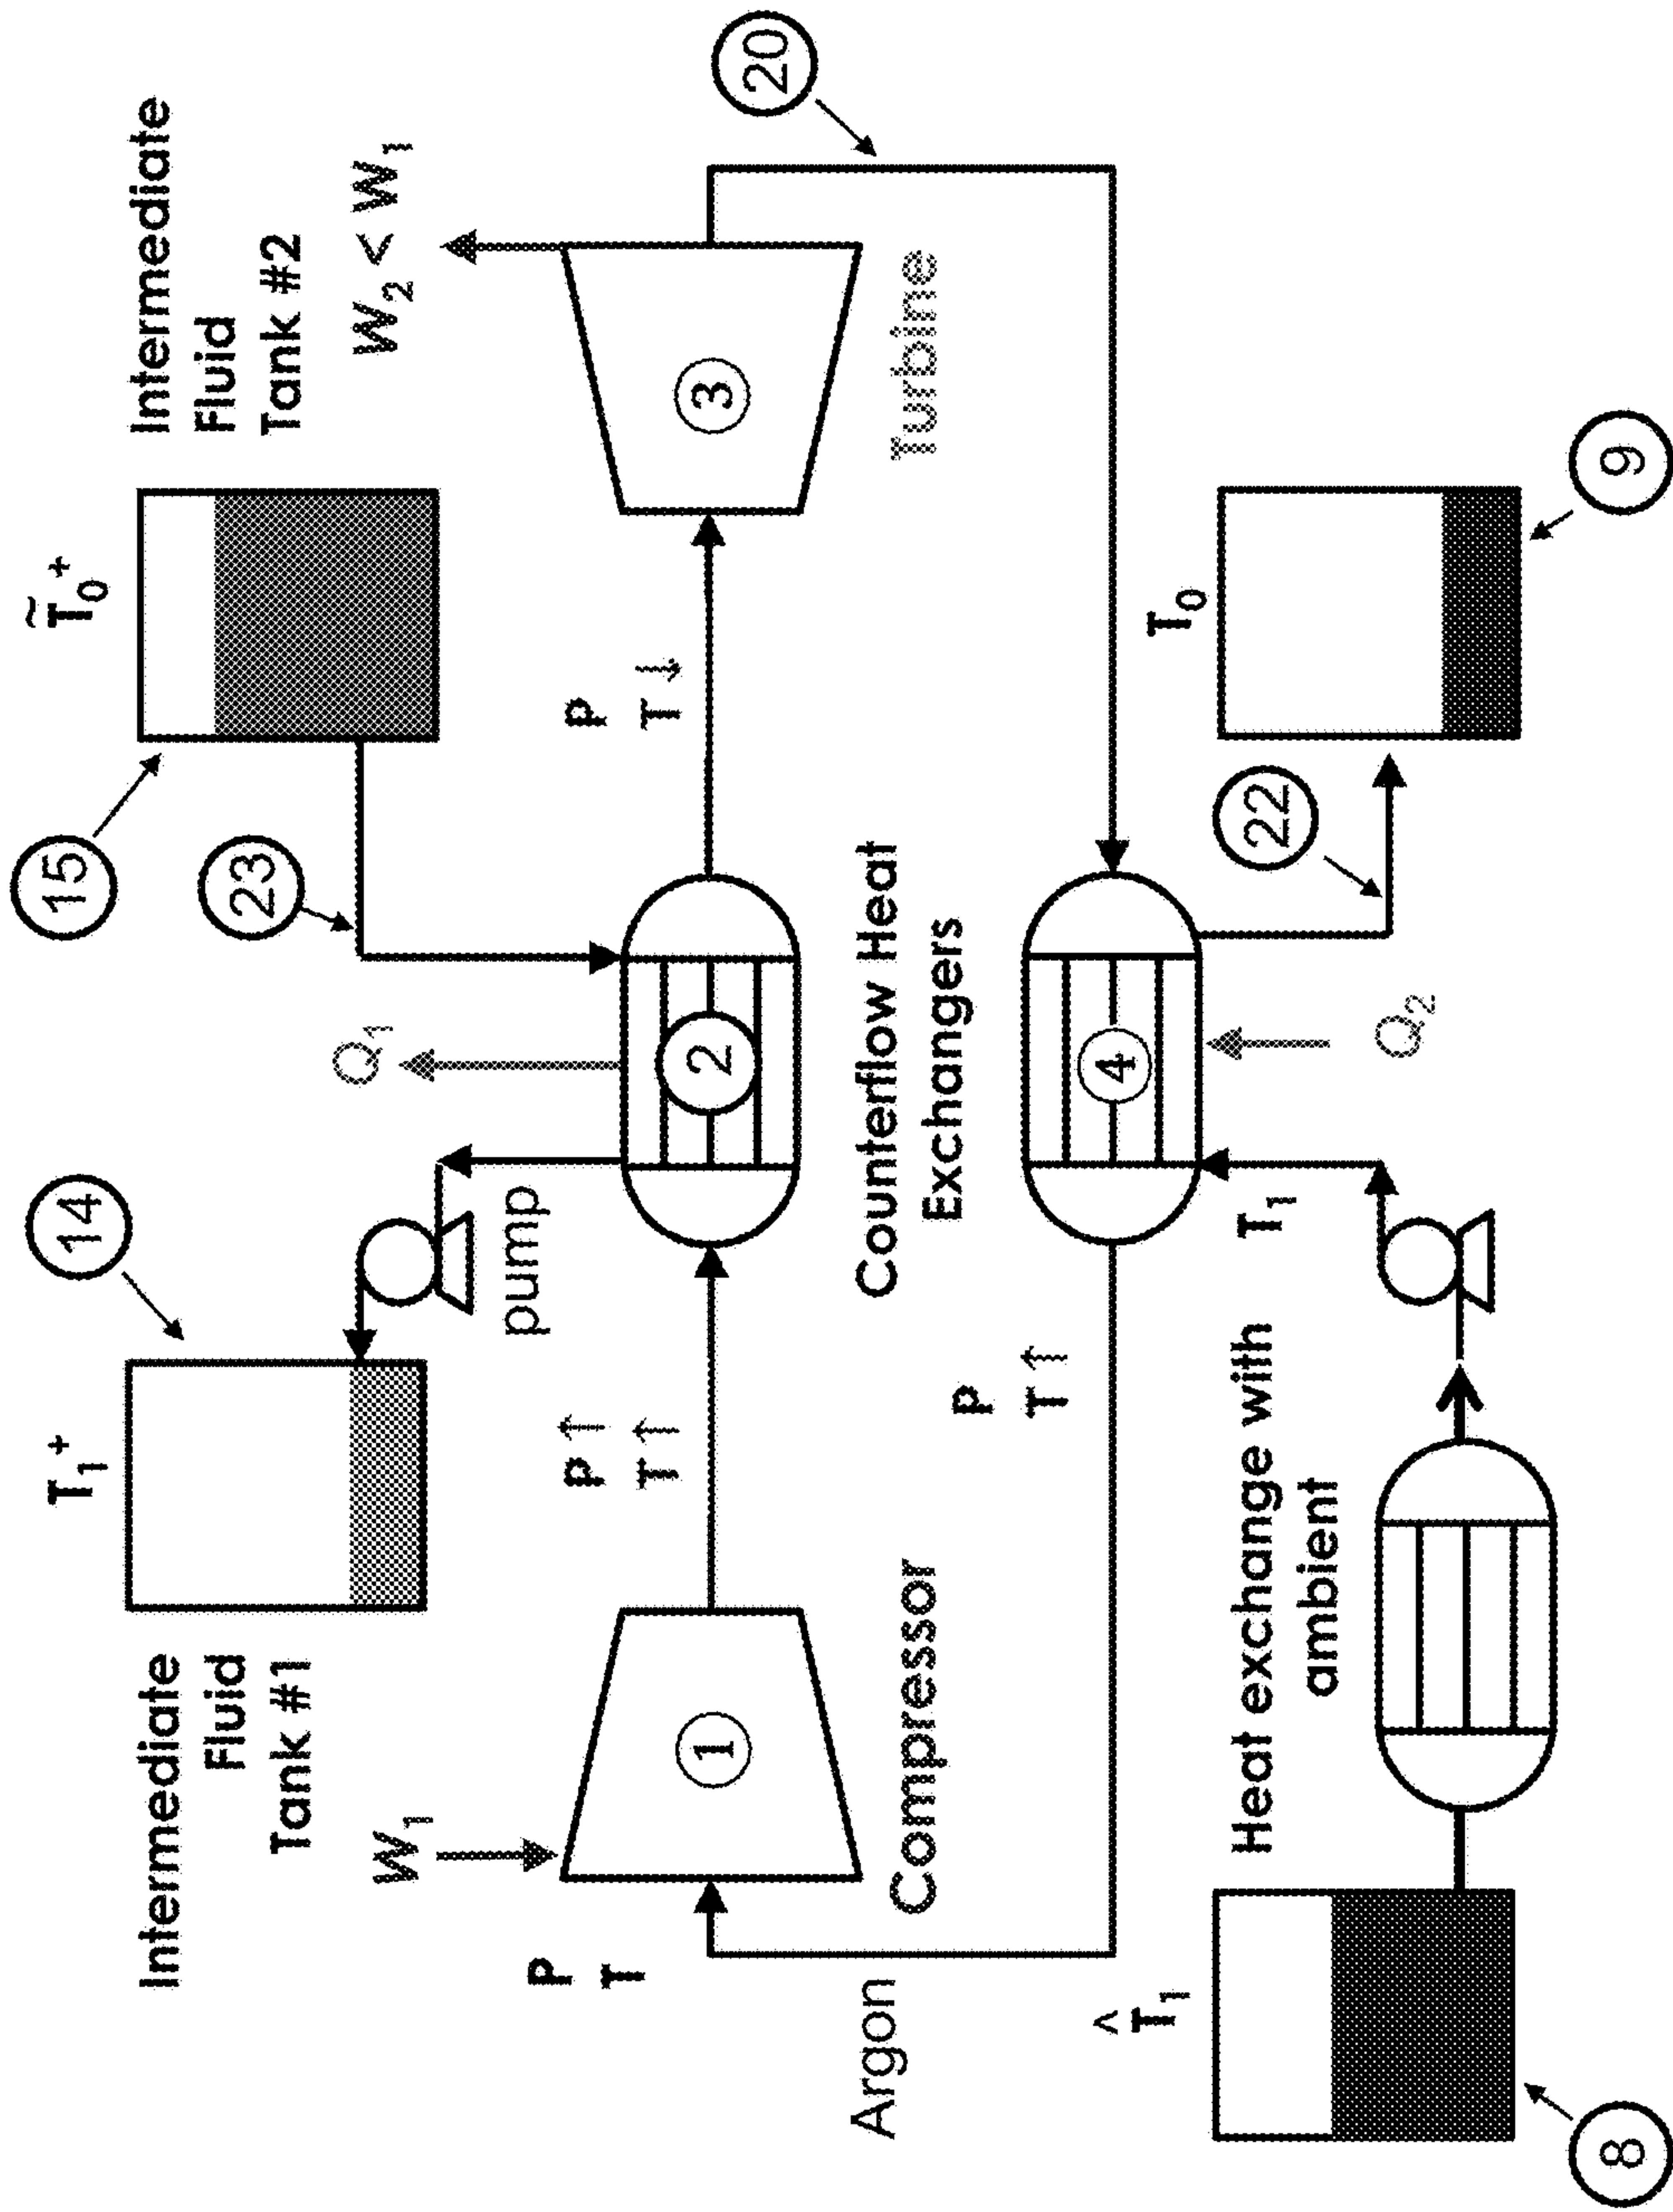 Intermediate
Fluid
Tank #1
T₁⁺
14
pump
Q₁
23
15
T̃₀⁺
Intermediate
Fluid
Tank #2
W₁
W₂ < W₁
20
P
T
1
Compressor
P↑
T↑
2
Counterflow Heat
Exchangers
P
T↓
3
Turbine
Argon
P
T↑
4
Q₂
T̂₁
8
Heat exchange with
ambient
T₁
22
T₀
9